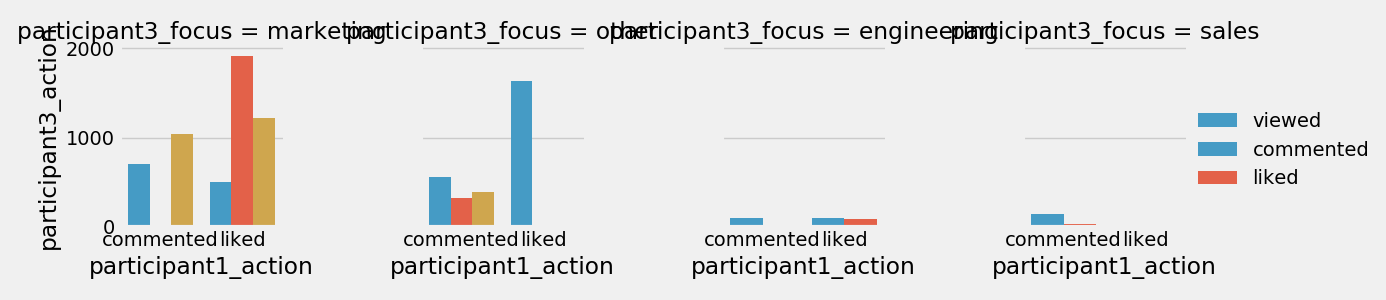 participant3_focus = marketing
participant3_focus = other
participant3_focus = engineering
participant3_focus = sales
participant3_action
2000
1000
0
commented liked
commented liked
commented liked
commented liked
participant1_action
participant1_action
participant1_action
participant1_action
viewed
commented
liked